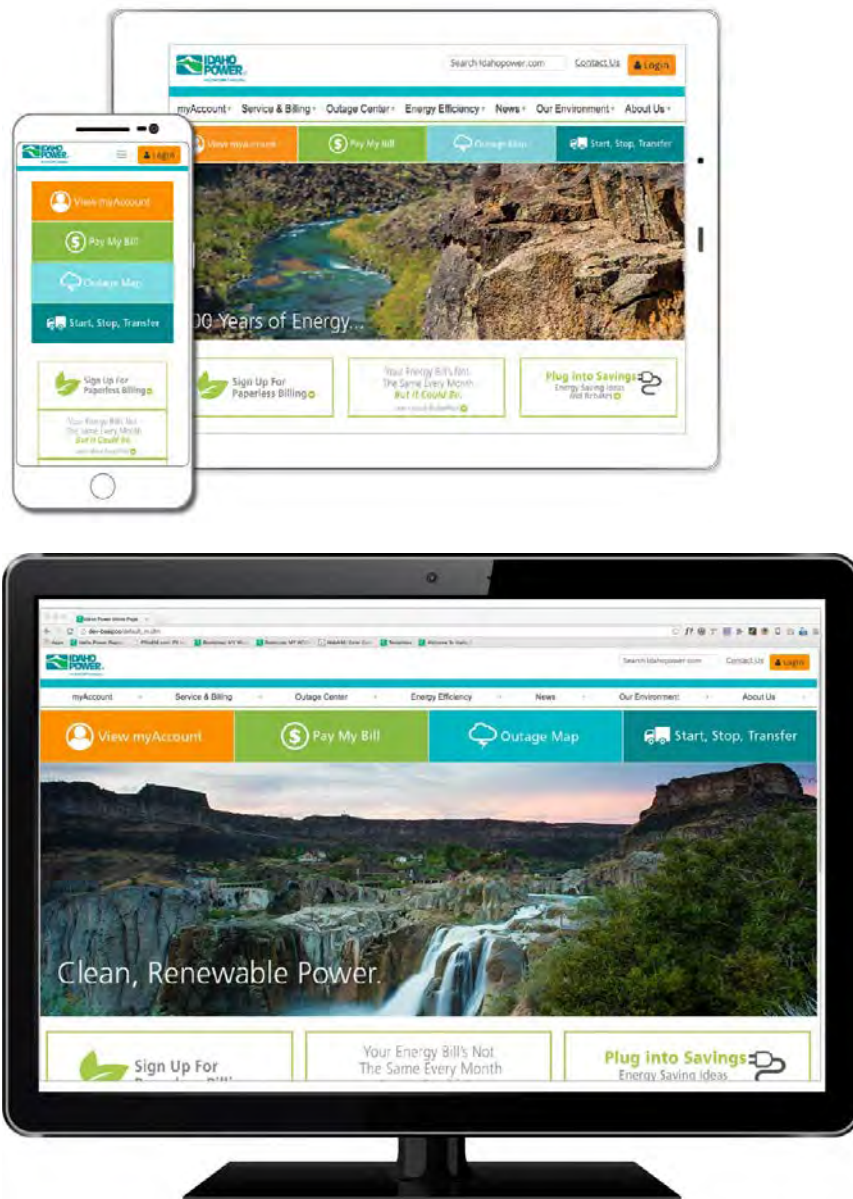 IDAHO
POWER
Search Idahopower.com
Contact Us
Login
myAccount
Service & Billing
Outage Center
Energy Efficiency
News
Our Environment
About Us
View myAccount
Pay My Bill
Outage Map
Start, Stop, Transfer
00 Years of Energy...
Sign Up For
Paperless Billing
Your Energy Bill's Not
The Same Every Month
But It Could Be.
Plug into Savings
Energy Saving Ideas
And Rebates
IDAHO
POWER
Login
View myAccount
Pay My Bill
Outage Map
Start, Stop, Transfer
Sign Up For
Paperless Billing
Your Energy Bill's Not
The Same Every Month
But It Could Be.
Idaho Power Home Page
IDAHO
POWER
Search Idahopower.com
Contact Us
Login
myAccount
Service & Billing
Outage Center
Energy Efficiency
News
Our Environment
About Us
View myAccount
Pay My Bill
Outage Map
Start, Stop, Transfer
Clean, Renewable Power.
Sign Up For
Your Energy Bill's Not
The Same Every Month
Plug into Savings
Energy Saving Ideas